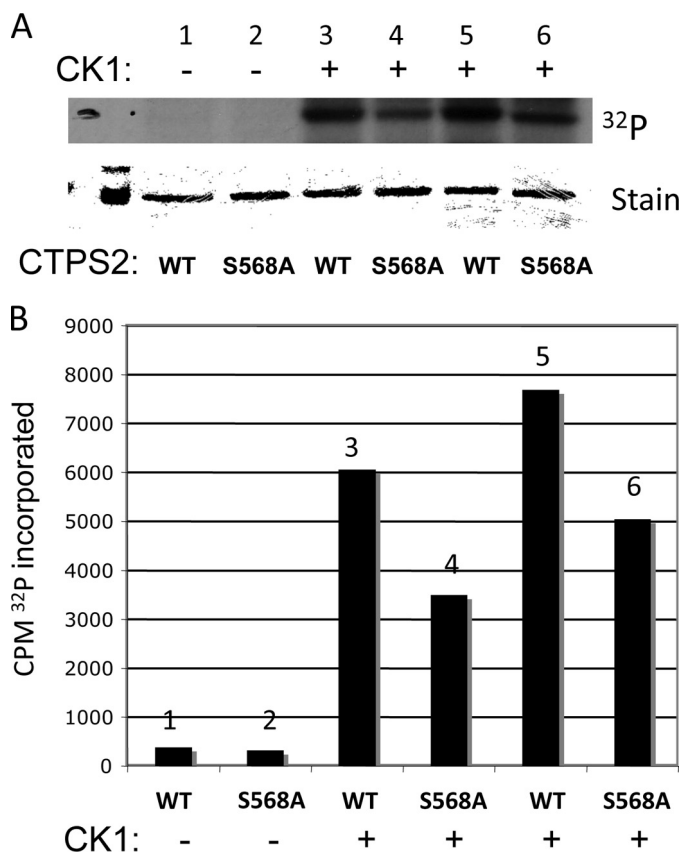 A
1 2 3 4 5 6
CK1: - - + + + +
32P
Stain
CTPS2: WT S568A WT S568A WT S568A
B
9000
8000
7000
6000
5000
4000
3000
2000
1000
0
CPM 32P incorporated
1 2 3 4 5 6
WT S568A WT S568A WT S568A
CK1: - - + + + +